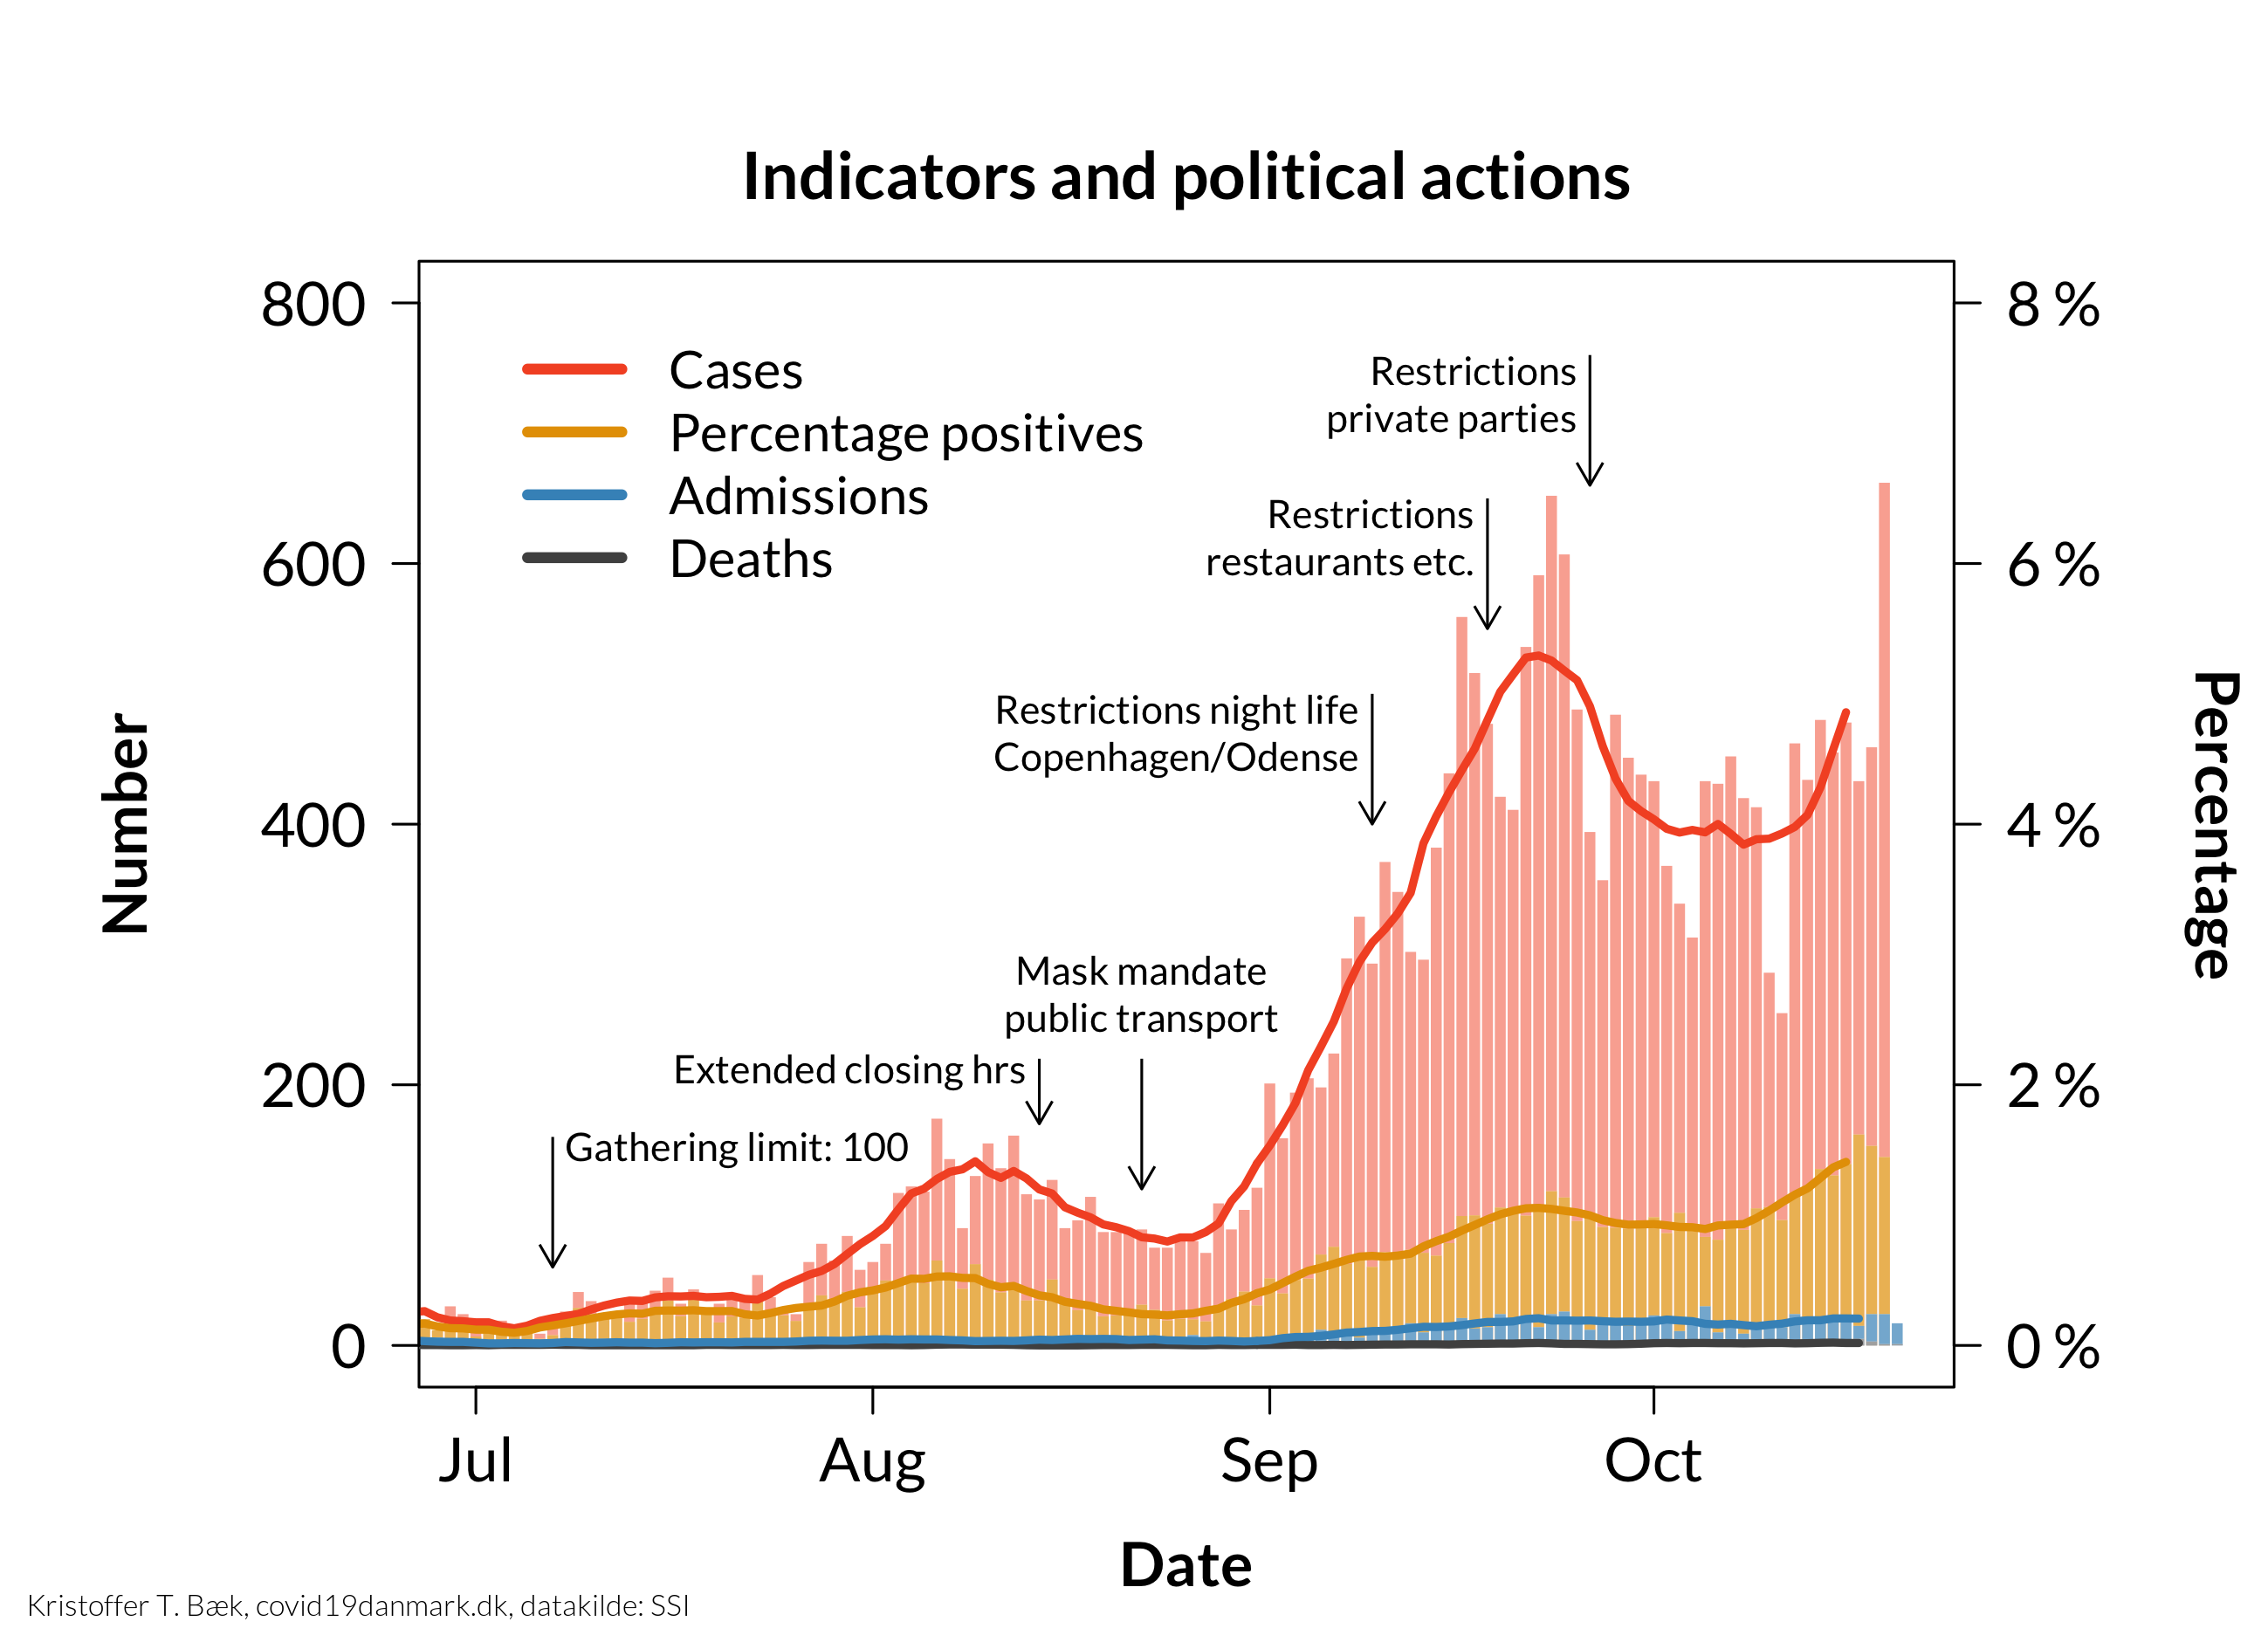 Indicators and political actions
800
600
400
200
0
Number
8 %
6 %
4 %
2 %
0 %
Percentage
Cases
Percentage positives
Admissions
Deaths
Gathering limit: 100
Extended closing hrs
Mask mandate
public transport
Restrictions night life
Copenhagen/Odense
Restrictions
restaurants etc.
Restrictions
private parties
Jul
Aug
Sep
Oct
Date
Kristoffer T. Bæk, covid19danmark.dk, datakilde: SSI